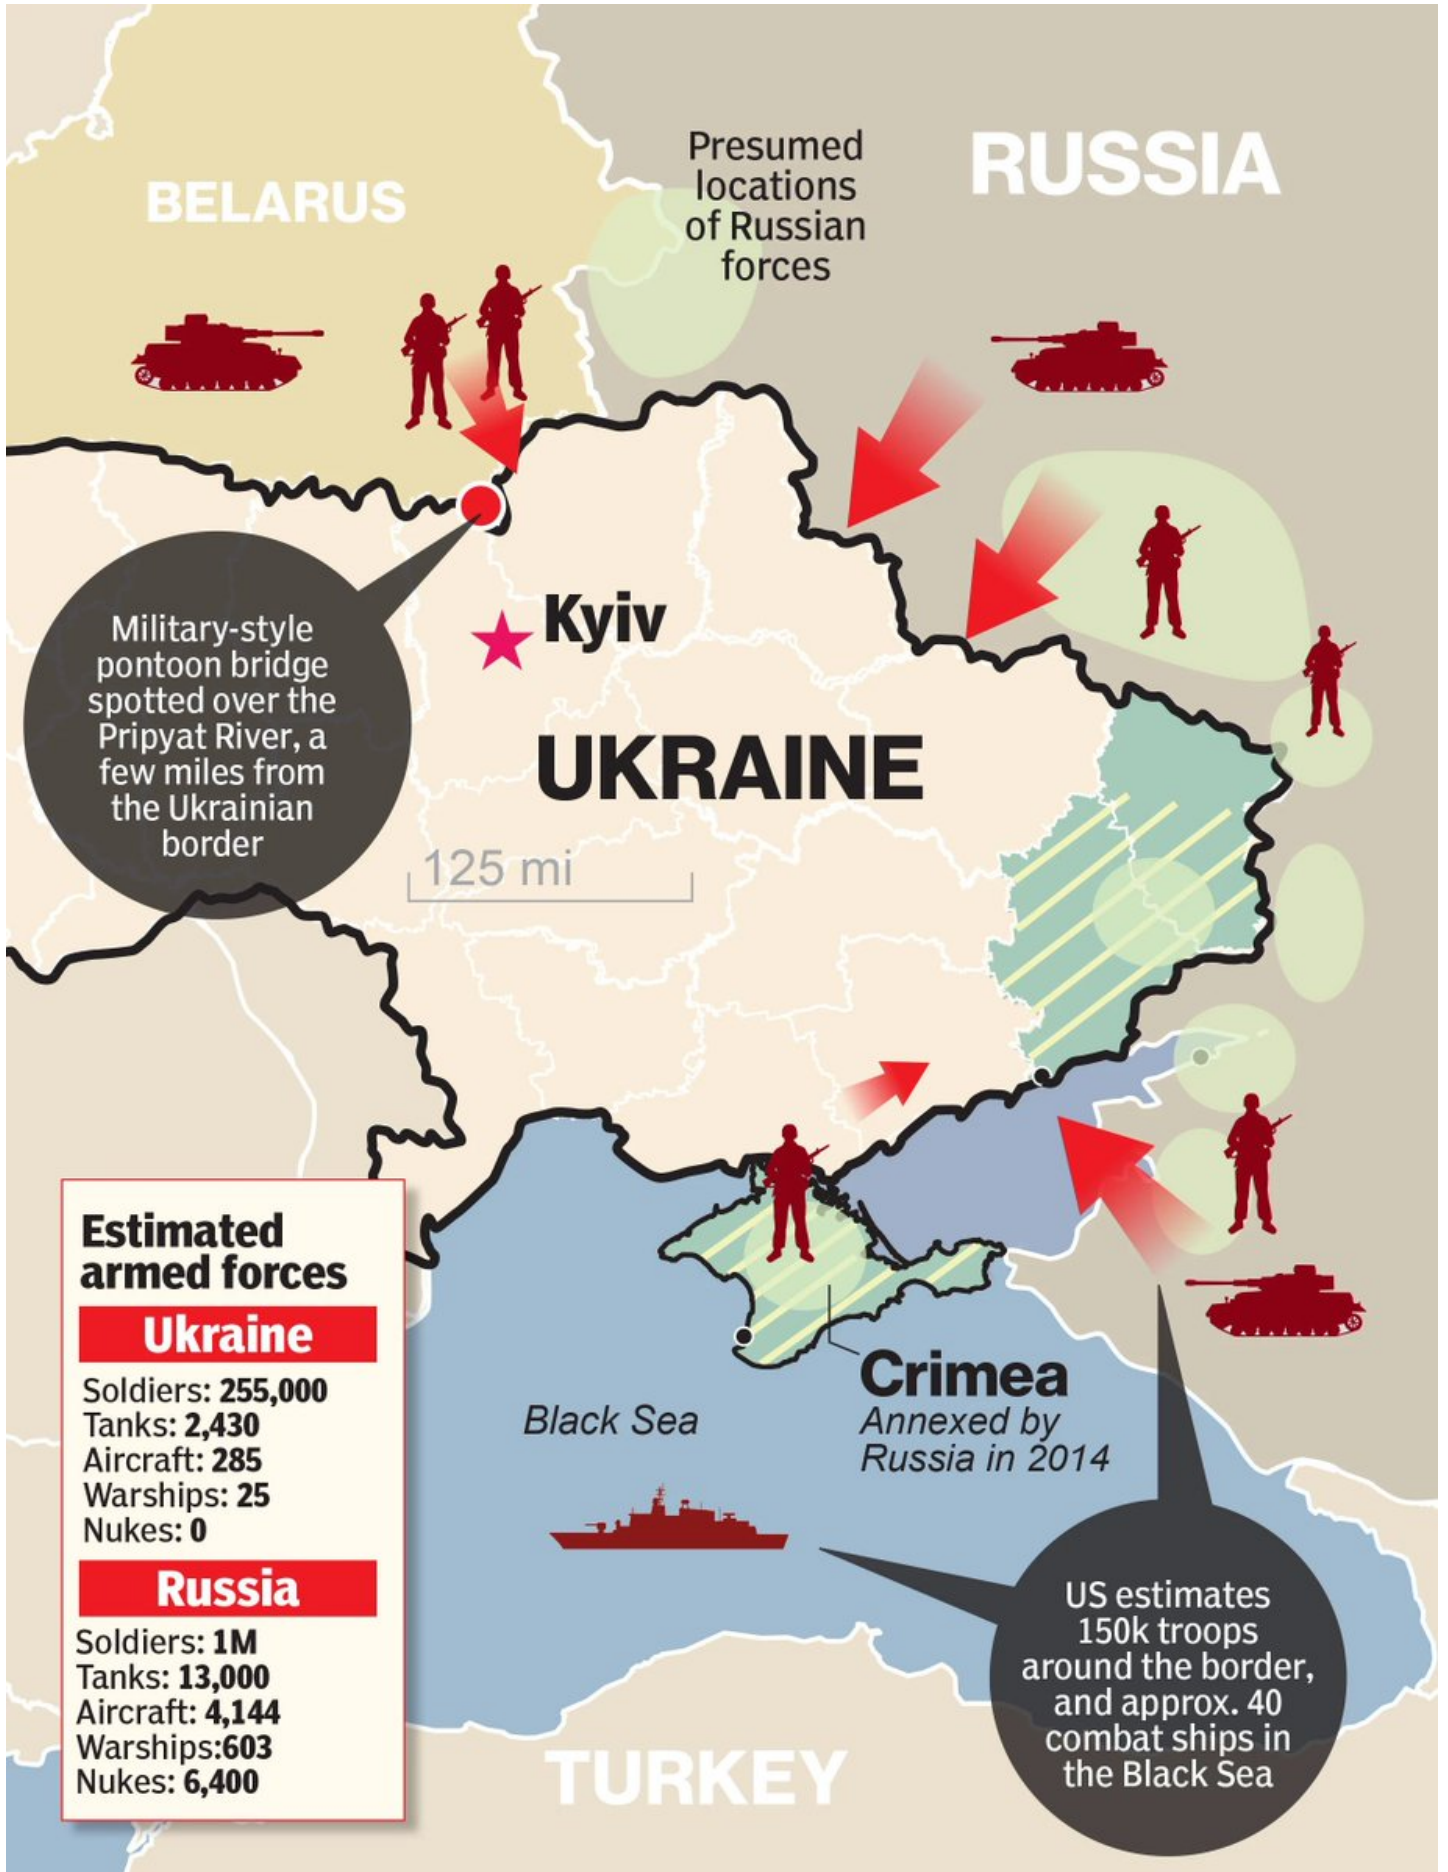 Presumed
locations
of Russian
forces
RUSSIA
BELARUS
Military-style
pontoon bridge
spotted over the
Pripyat River, a
few miles from
the Ukrainian
border
Kyiv
UKRAINE
125 mi
Estimated
armed forces
Ukraine
Soldiers: 255,000
Tanks: 2,430
Aircraft: 285
Warships: 25
Nukes: 0
Russia
Soldiers: 1M
Tanks: 13,000
Aircraft: 4,144
Warships:603
Nukes: 6,400
Black Sea
Crimea
Annexed by
Russia in 2014
US estimates
150k troops
around the border,
and approx. 40
combat ships in
the Black Sea
TURKEY